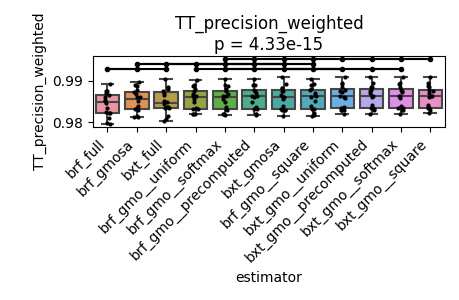 TT_precision_weighted
p = 4.33e-15
TT_precision_weighted
0.99
0.98
brf_full
brf_gmosa
bxt_full
brf_gmo__uniform
brf_gmo__softmax
brf_gmo__precomputed
bxt_gmosa
brf_gmo__square
bxt_gmo__uniform
bxt_gmo__precomputed
bxt_gmo__softmax
bxt_gmo__square
estimator